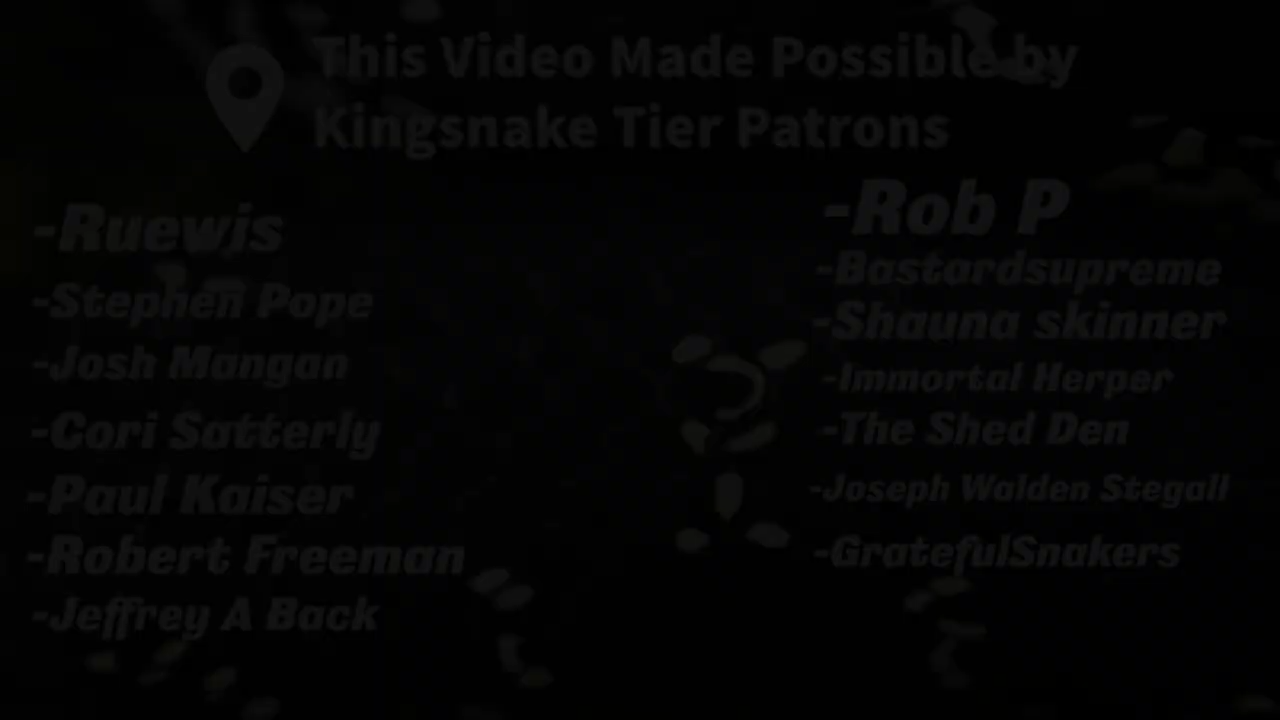 This Video Made Possible by
Kingsnake Tier Patrons
-Ruewis
-Stephen Pope
-Josh Mangan
-Cori Satterly
-Paul Kaiser
-Robert Freeman
-Jeffrey A Back
-Rob P
-Bastardsupreme
-Shauna skinner
-Immortal Herper
-The Shed Den
-Joseph Walden Stegall
-GratefulSnakers